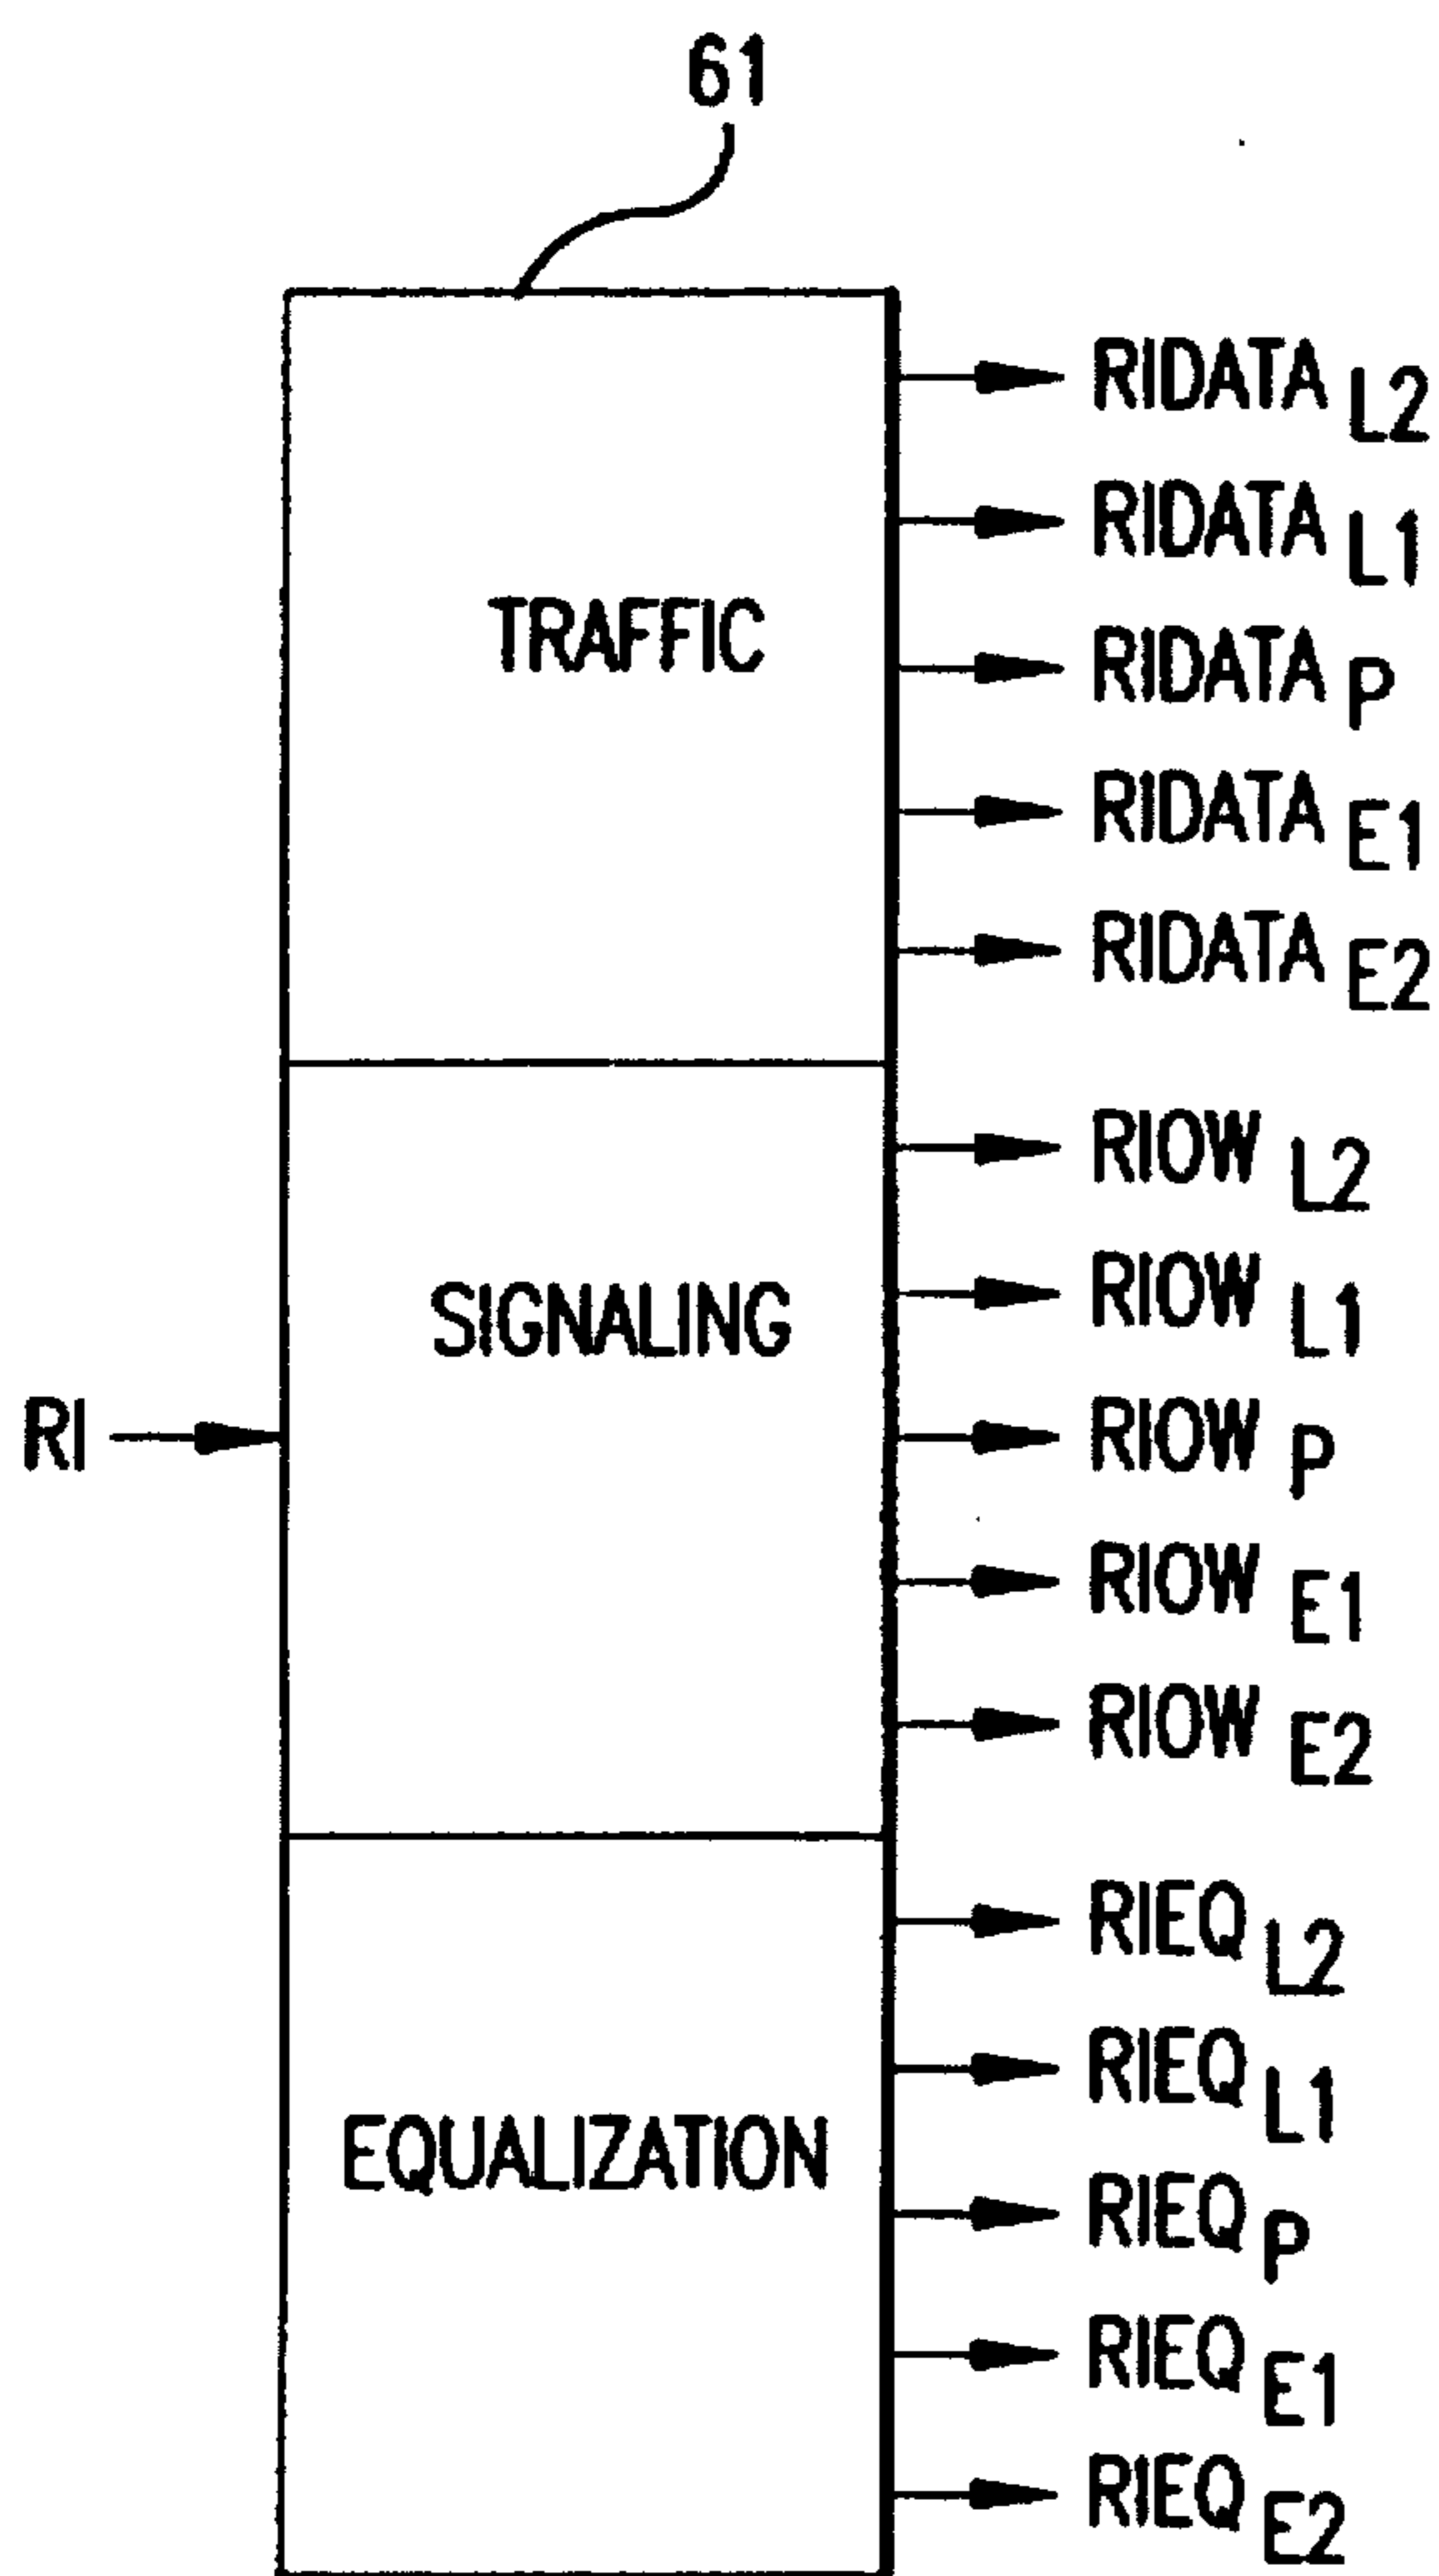 61
RIDATA L2
RIDATA L1
TRAFFIC
RIDATA P
RIDATA E1
RIDATA E2
RIOW L2
SIGNALING
RIOW L1
RI
RIOW P
RIOW E1
RIOW E2
RIEQ L2
RIEQ L1
EQUALIZATION
RIEQ P
RIEQ E1
RIEQ E2